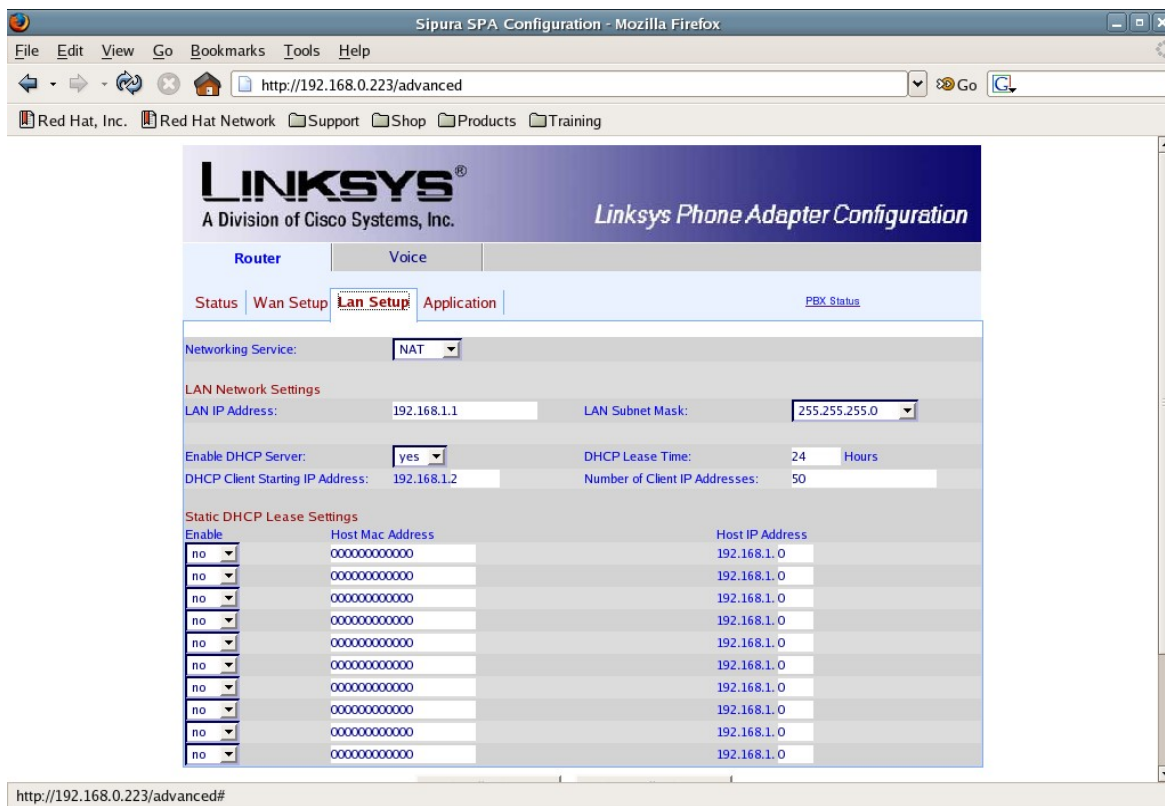 Sipura SPA Configuration - Mozilla Firefox
File Edit View Go Bookmarks Tools Help
http://192.168.0.223/advanced Go G
Red Hat, Inc. Red Hat Network Support Shop Products Training
LINKSYS®
A Division of Cisco Systems, Inc.
Linksys Phone Adapter Configuration
Router Voice
Status Wan Setup Lan Setup Application PBX Status
Networking Service: NAT
LAN Network Settings
LAN IP Address: 192.168.1.1 LAN Subnet Mask: 255.255.255.0
Enable DHCP Server: yes DHCP Lease Time: 24 Hours
DHCP Client Starting IP Address: 192.168.1.2 Number of Client IP Addresses: 50
Static DHCP Lease Settings
Enable Host Mac Address Host IP Address
no 000000000000 192.168.1. 0
no 000000000000 192.168.1. 0
no 000000000000 192.168.1. 0
no 000000000000 192.168.1. 0
no 000000000000 192.168.1. 0
no 000000000000 192.168.1. 0
no 000000000000 192.168.1. 0
no 000000000000 192.168.1. 0
no 000000000000 192.168.1. 0
no 000000000000 192.168.1. 0
http://192.168.0.223/advanced#